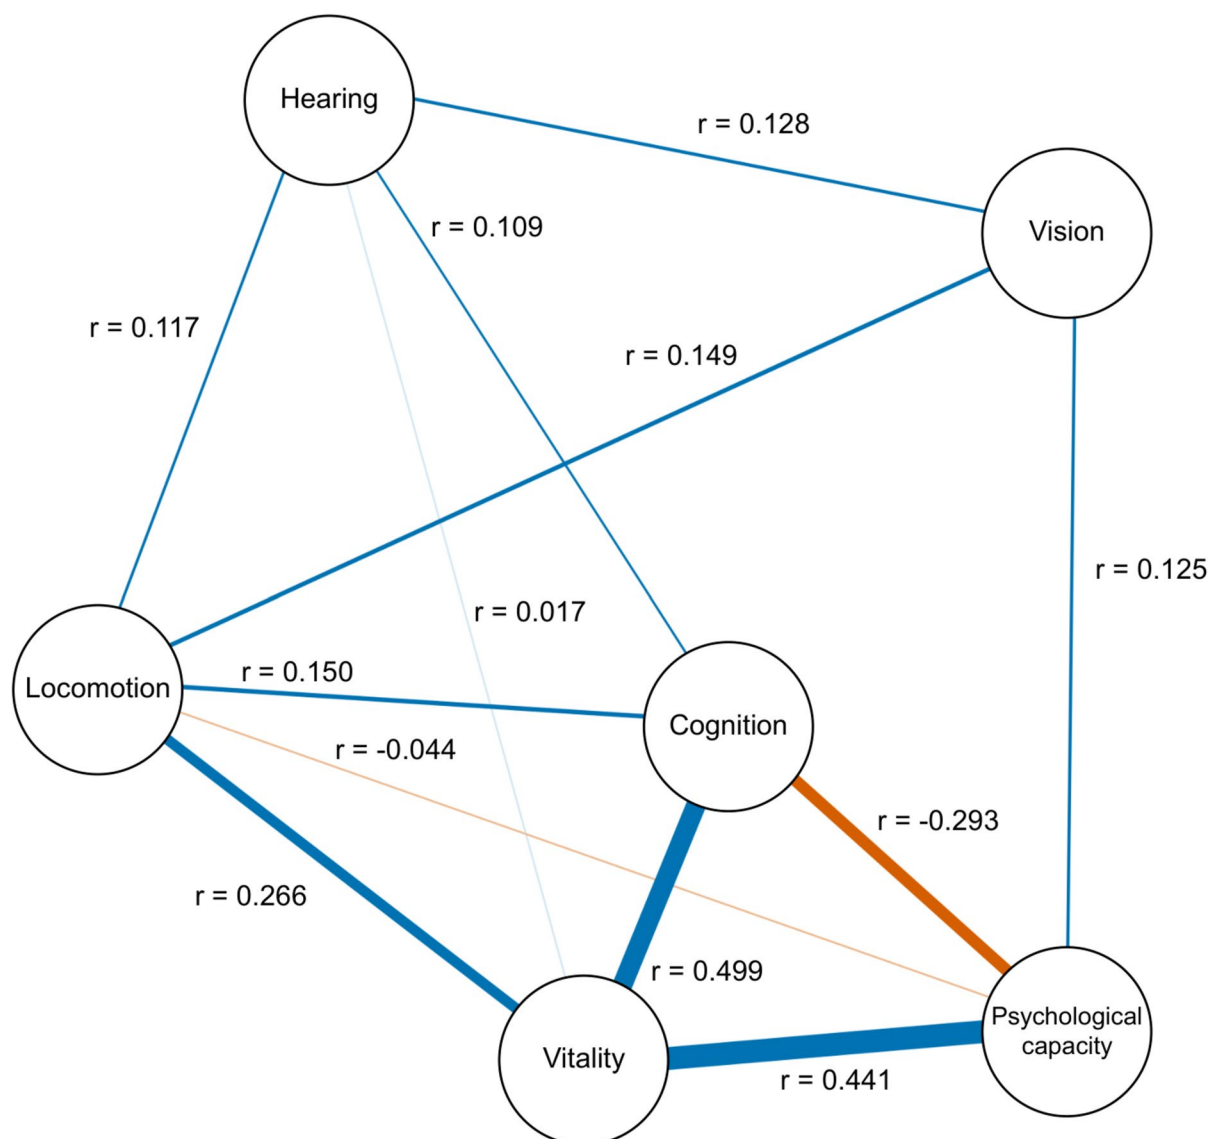 Hearing
r = 0.128
Vision
r = 0.109
r = 0.117
r = 0.149
r = 0.125
r = 0.017
r = 0.150
Locomotion
Cognition
r = -0.044
r = -0.293
r = 0.266
r = 0.499
Psychological
capacity
Vitality
r = 0.441